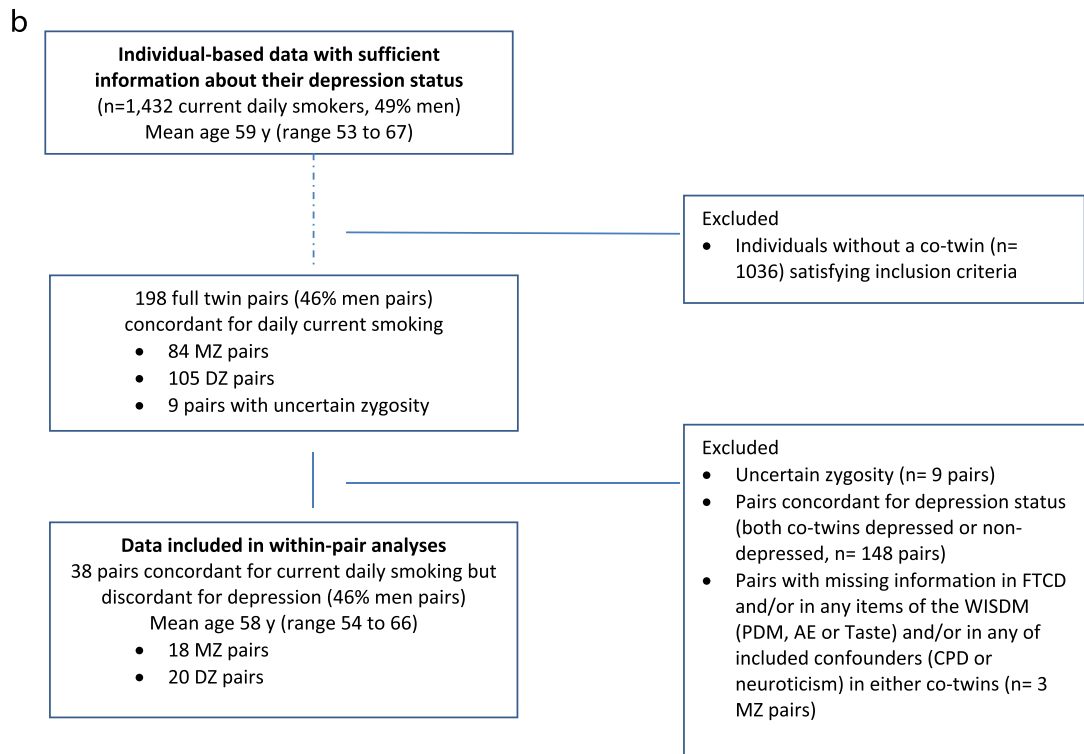 b
Individual-based data with sufficient
information about their depression status
(n=1,432 current daily smokers, 49% men)
Mean age 59 y (range 53 to 67)
Excluded
• Individuals without a co-twin (n=
1036) satisfying inclusion criteria
198 full twin pairs (46% men pairs)
concordant for daily current smoking
• 84 MZ pairs
• 105 DZ pairs
• 9 pairs with uncertain zygosity
Excluded
• Uncertain zygosity (n= 9 pairs)
• Pairs concordant for depression status
(both co-twins depressed or non-
depressed, n= 148 pairs)
• Pairs with missing information in FTCD
and/or in any items of the WISDM
(PDM, AE or Taste) and/or in any of
included confounders (CPD or
neuroticism) in either co-twins (n= 3
MZ pairs)
Data included in within-pair analyses
38 pairs concordant for current daily smoking but
discordant for depression (46% men pairs)
Mean age 58 y (range 54 to 66)
• 18 MZ pairs
• 20 DZ pairs